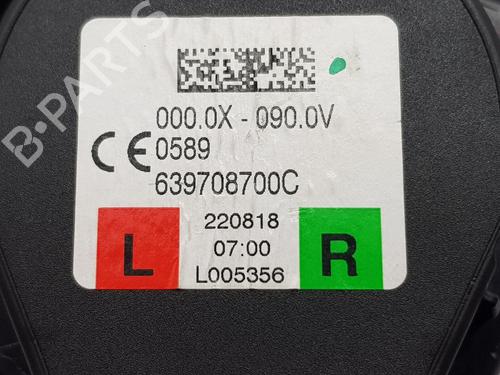 B-PARTS
000.0X - 090.0V
CE 0589
639708700C
L
220818
07:00
L005356
R